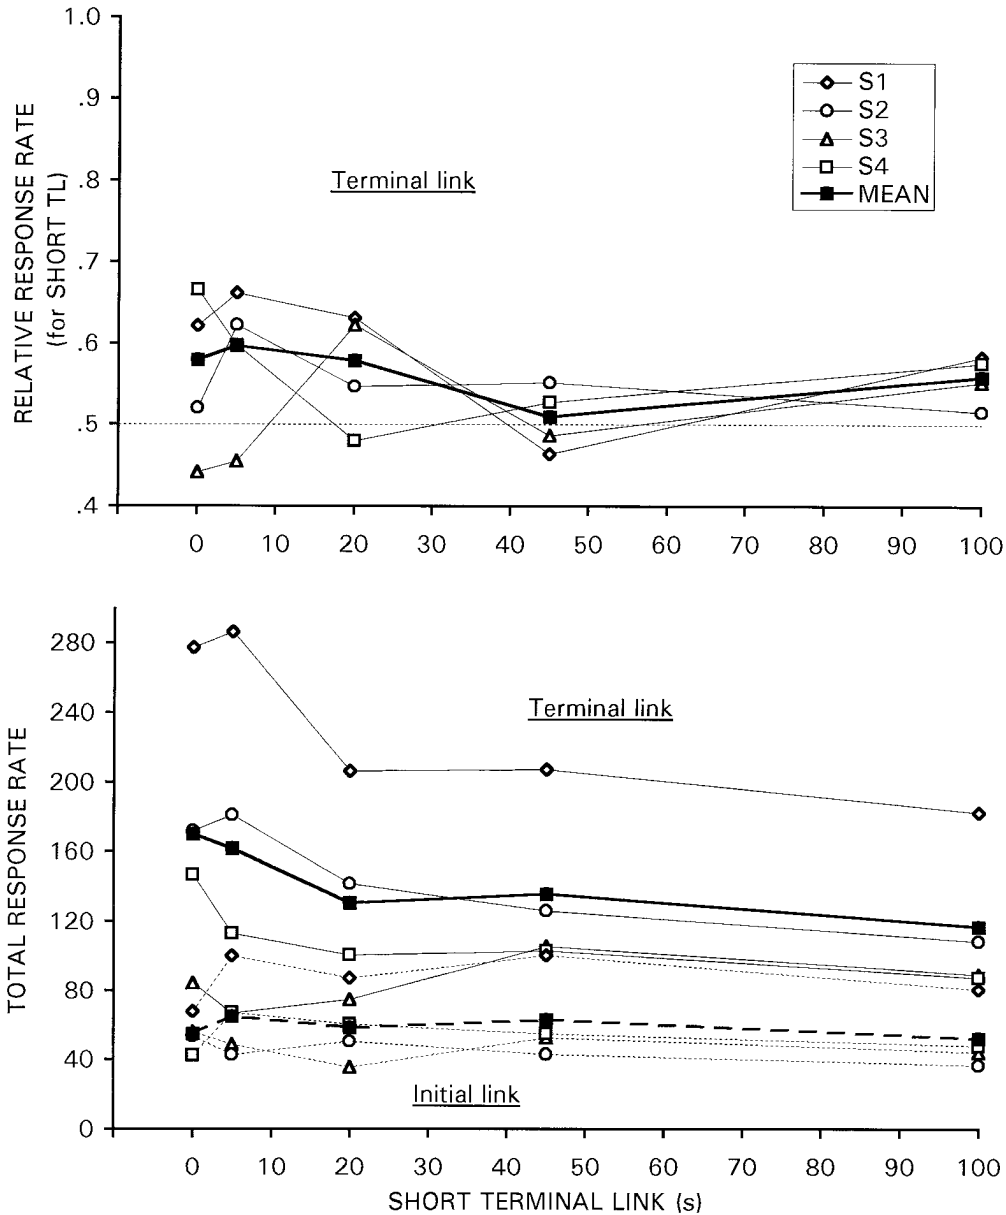 RELATIVE RESPONSE RATE
(for SHORT TL)
1.0
.9
.8
.7
.6
.5
.4
Terminal link
S1
S2
S3
S4
MEAN
0 10 20 30 40 50 60 70 80 90 100
TOTAL RESPONSE RATE
280
240
200
160
120
80
40
0
Terminal link
Initial link
0 10 20 30 40 50 60 70 80 90 100
SHORT TERMINAL LINK (s)